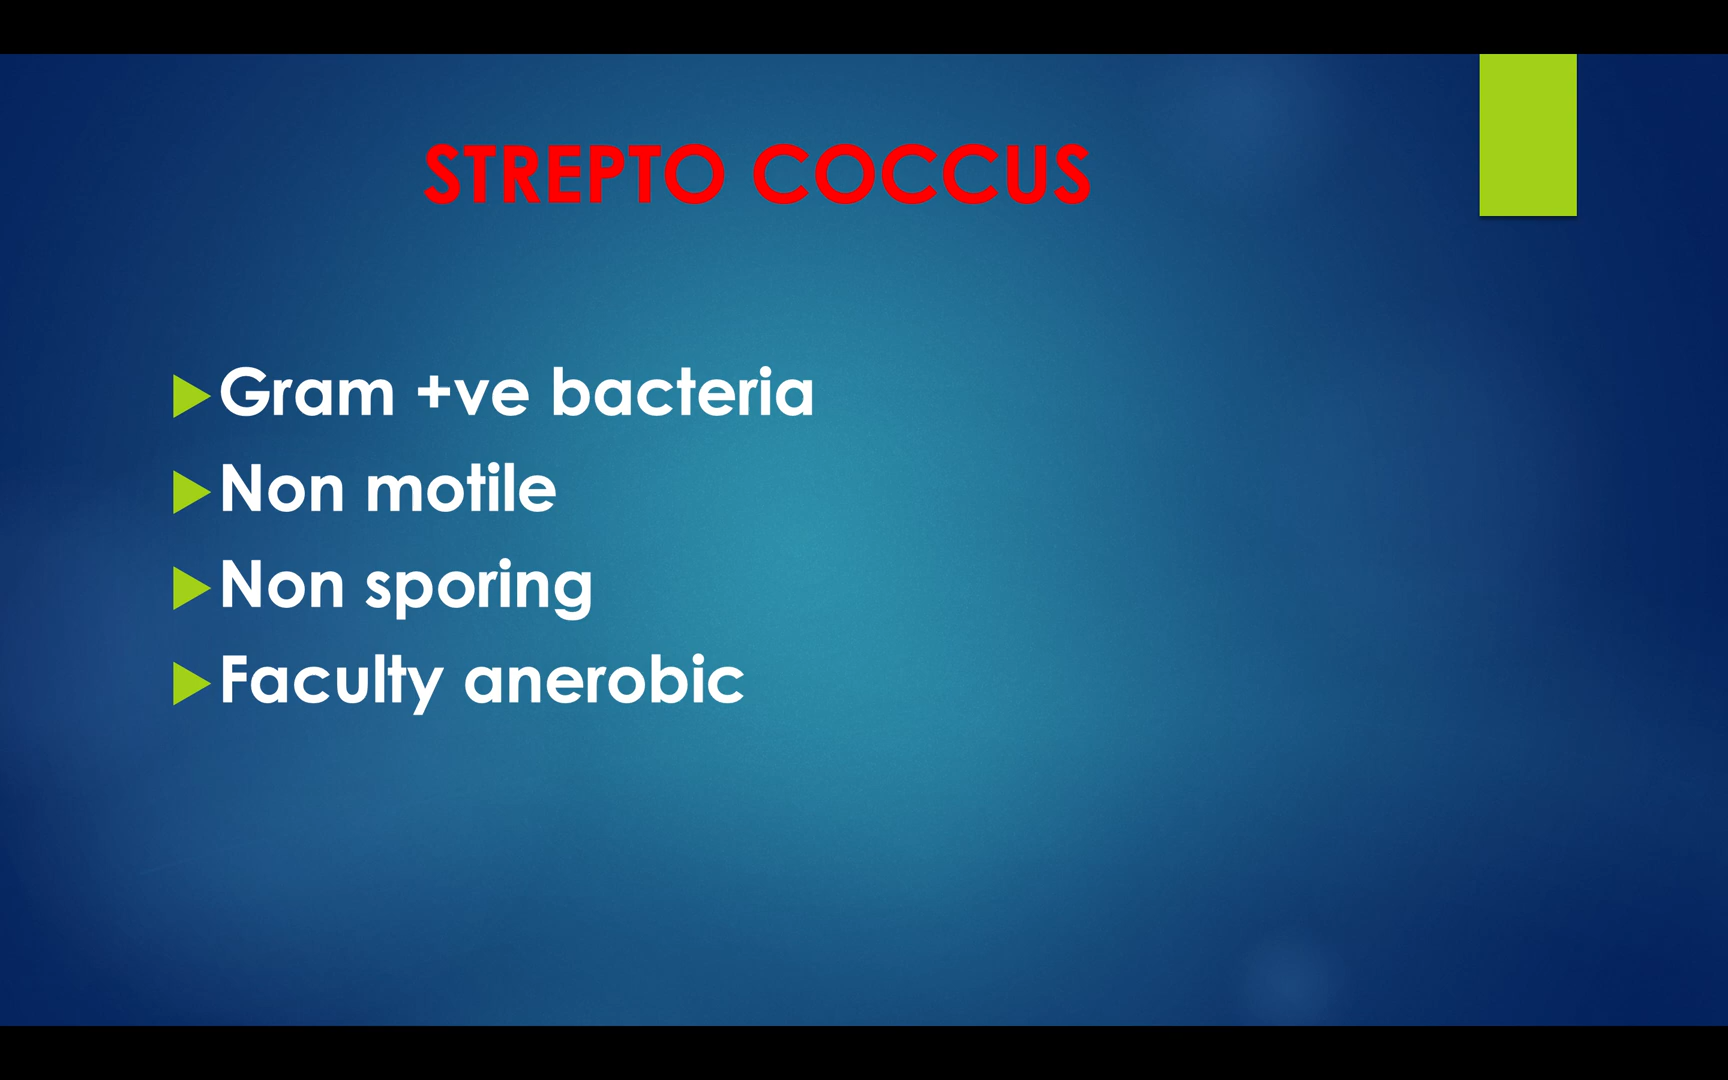 STREPTO COCCUS
Gram +ve bacteria
Non motile
Non sporing
Faculty anerobic